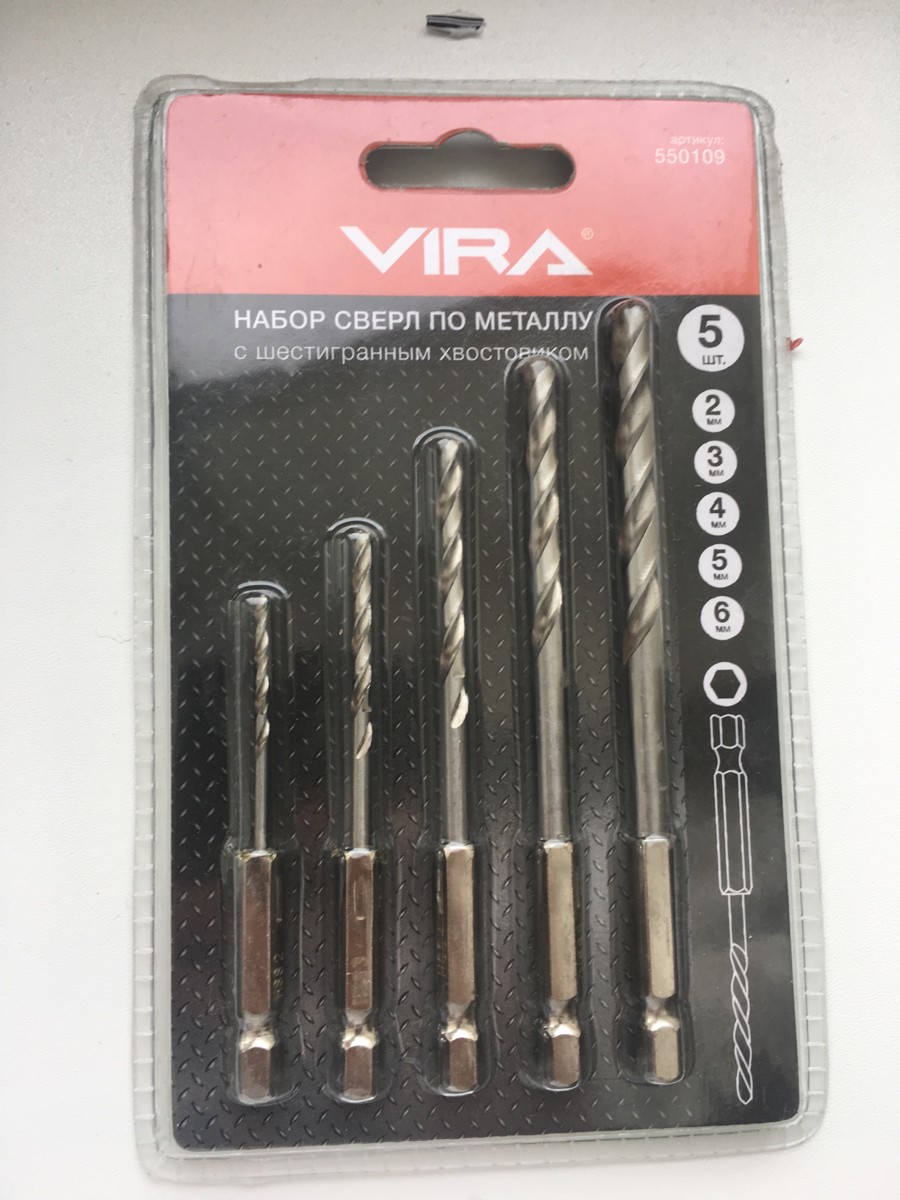 артикул:
550109
VIRA®
НАБОР СВЕРЛ ПО МЕТАЛЛУ
с шестигранным хвостовиком
5
шт.
2
мм
3
мм
4
мм
5
мм
6
мм